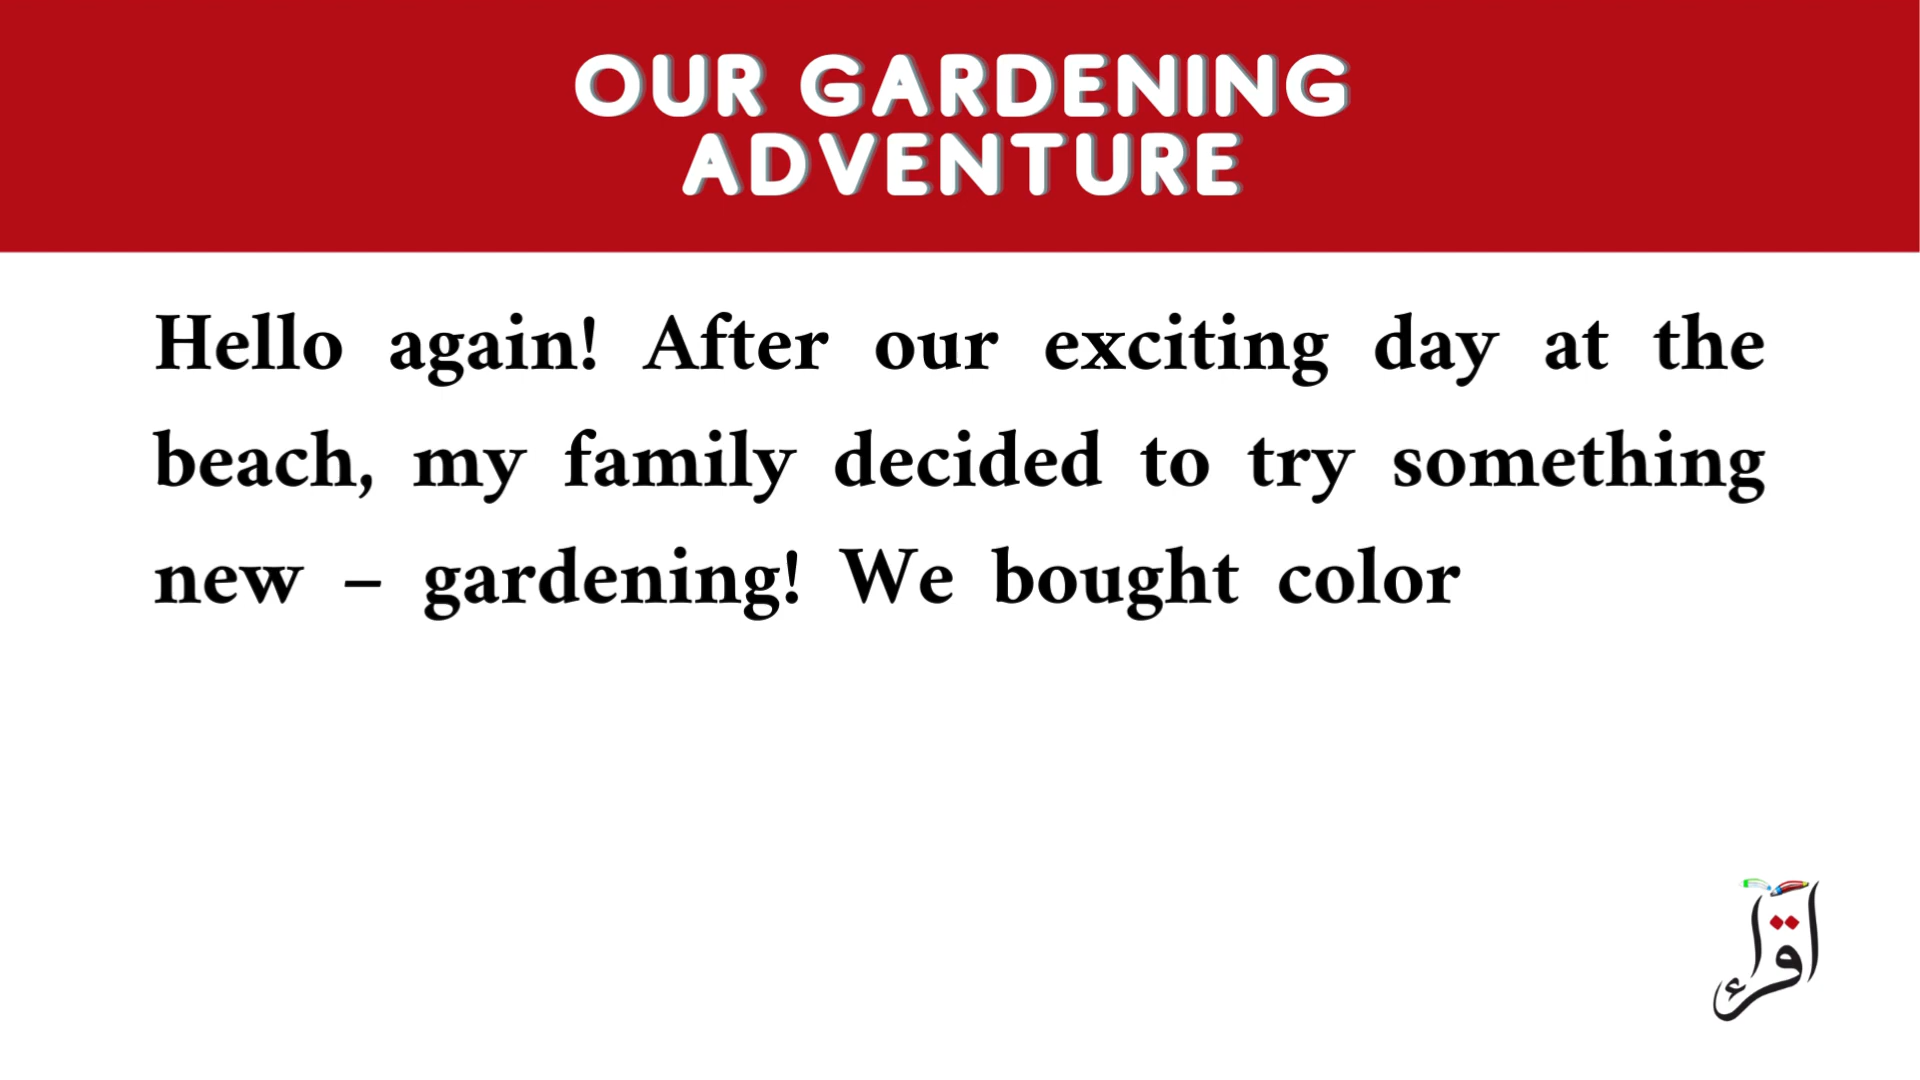 OUR GARDENING
ADVENTURE
Hello again! After our exciting day at the
beach, my family decided to try something
new – gardening! We bought color
اقرأ